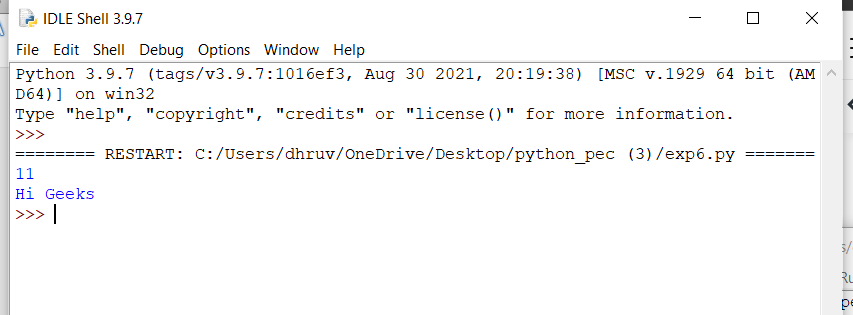 IDLE Shell 3.9.7
File Edit Shell Debug Options Window Help
Python 3.9.7 (tags/v3.9.7:1016ef3, Aug 30 2021, 20:19:38) [MSC v.1929 64 bit (AM
D64)] on win32
Type "help", "copyright", "credits" or "license()" for more information.
>>>
======== RESTART: C:/Users/dhruv/OneDrive/Desktop/python_pec (3)/exp6.py =======
11
Hi Geeks
>>>